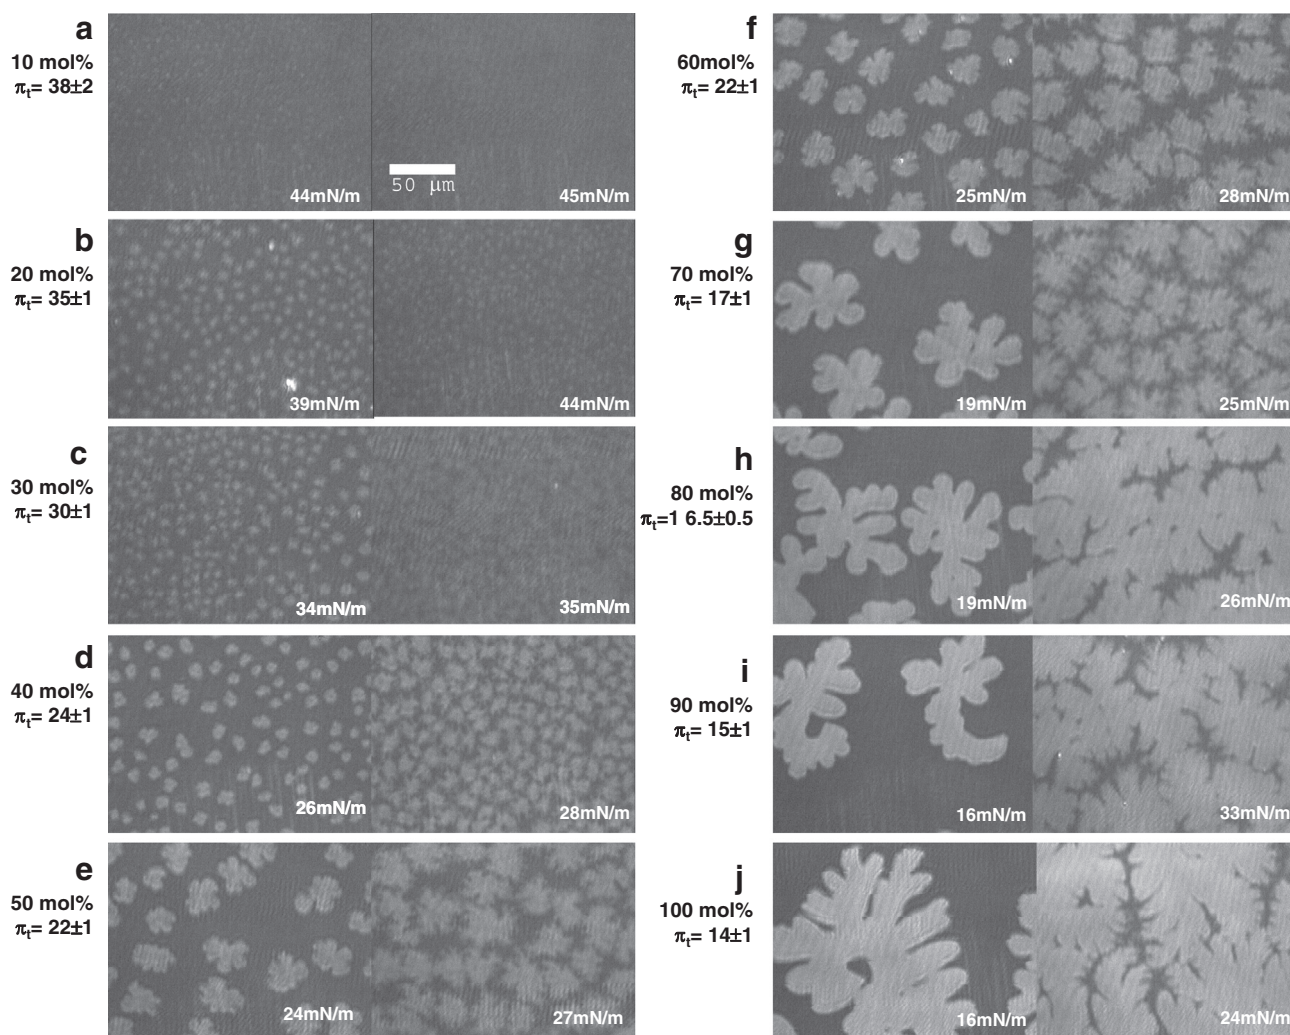 a
10 mol%
πt= 38±2
44mN/m
50 μm
45mN/m
b
20 mol%
πt= 35±1
39mN/m
44mN/m
c
30 mol%
πt= 30±1
34mN/m
35mN/m
d
40 mol%
πt= 24±1
26mN/m
28mN/m
e
50 mol%
πt= 22±1
24mN/m
27mN/m
f
60mol%
πt= 22±1
25mN/m
28mN/m
g
70 mol%
πt= 17±1
19mN/m
25mN/m
h
80 mol%
πt=1 6.5±0.5
19mN/m
26mN/m
i
90 mol%
πt= 15±1
16mN/m
33mN/m
j
100 mol%
πt= 14±1
16mN/m
24mN/m